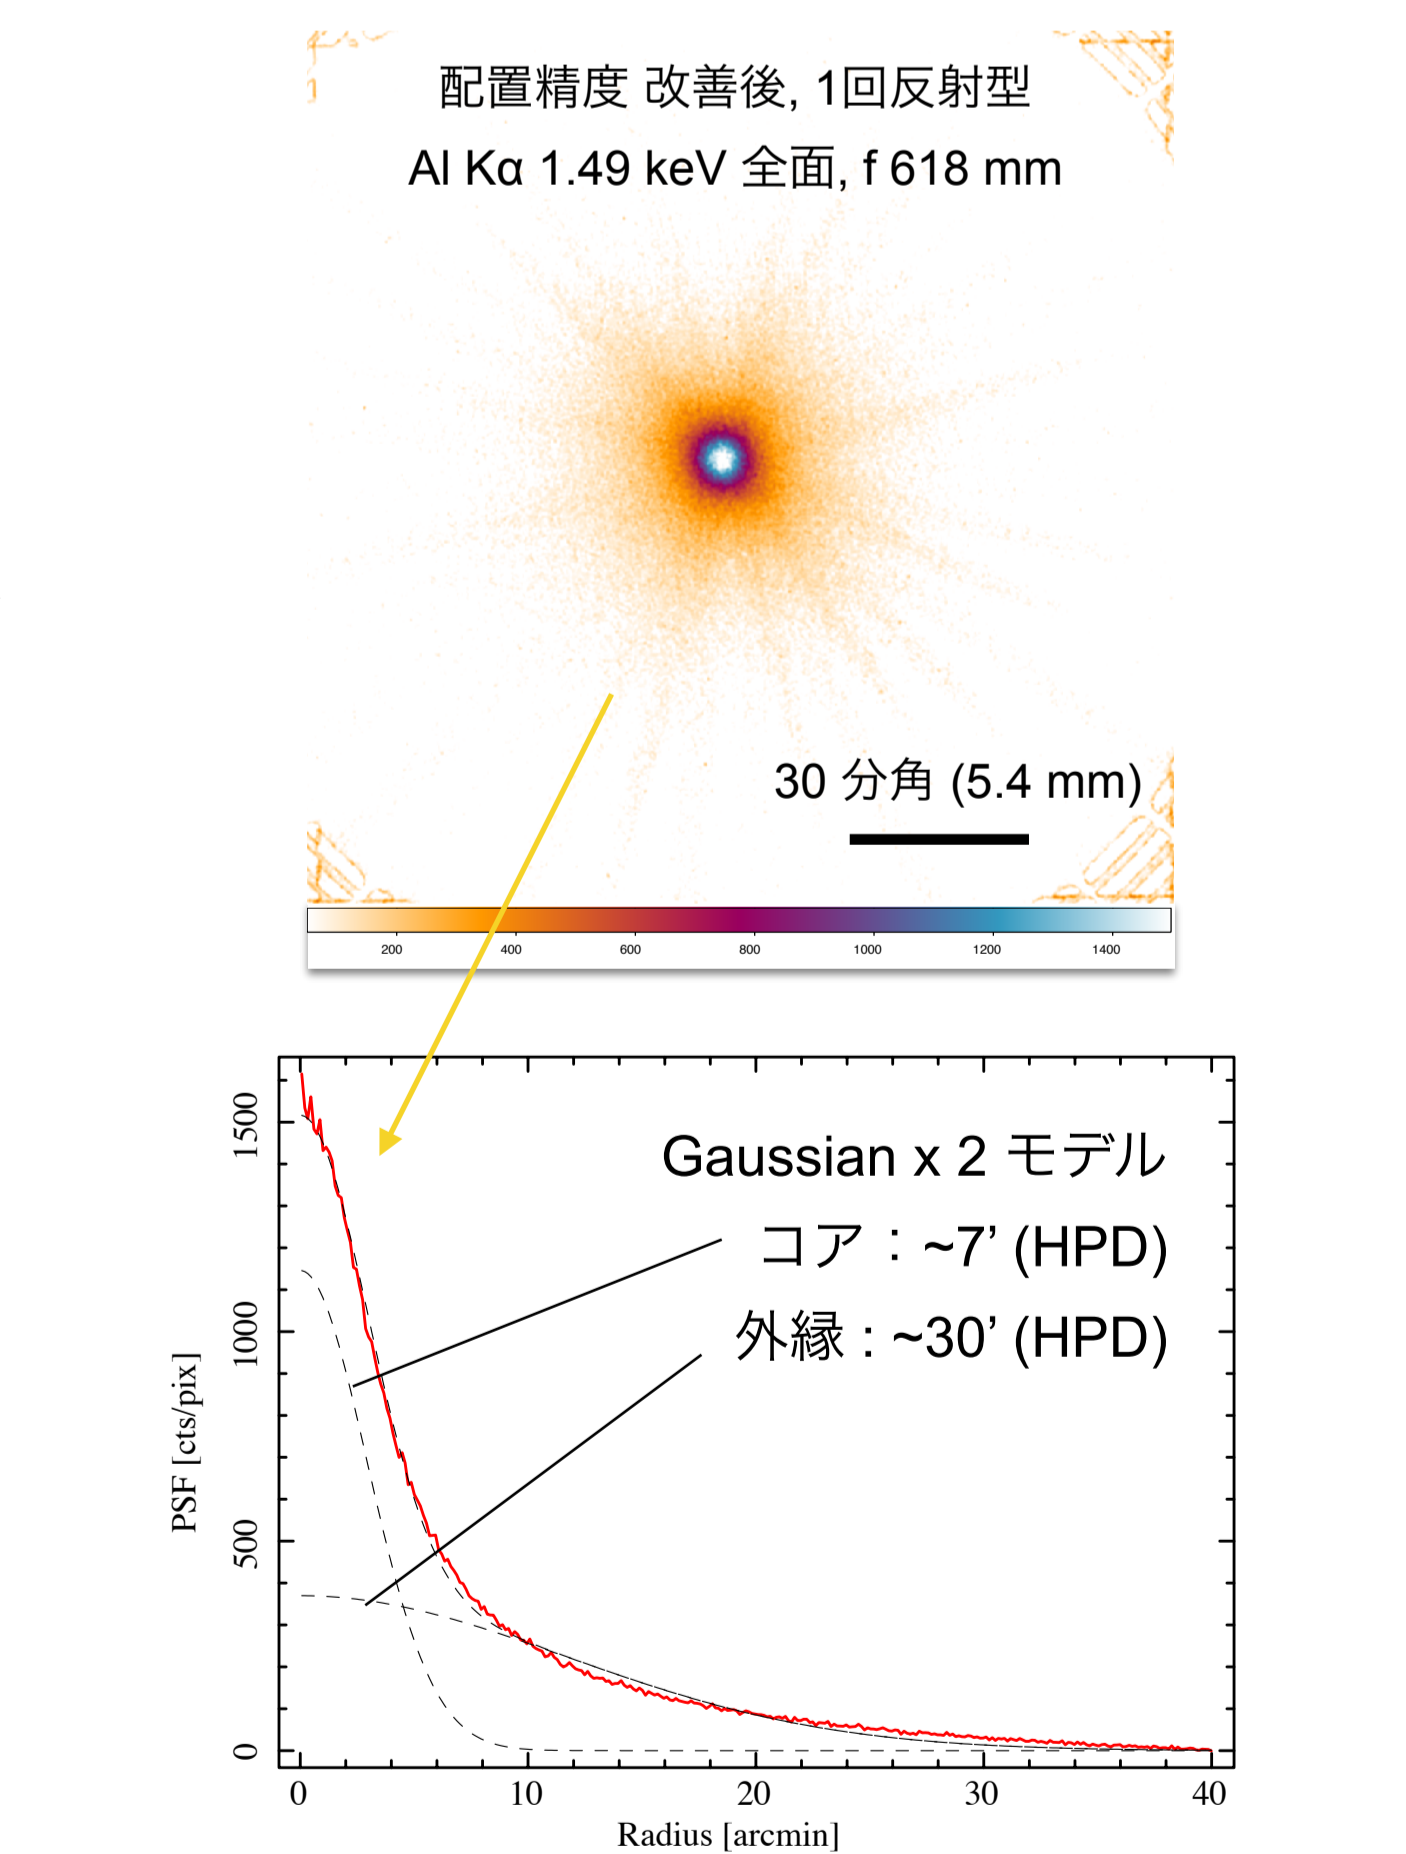 配置精度 改善後, 1回反射型
Al Kα 1.49 keV 全面, f 618 mm
30 分角 (5.4 mm)
200 400 600 800 1000 1200 1400
Gaussian x 2 モデル
コア：~7’ (HPD)
外縁 : ~30’ (HPD)
PSF [cts/pix]
1500
1000
500
0
0 10 20 30 40
Radius [arcmin]